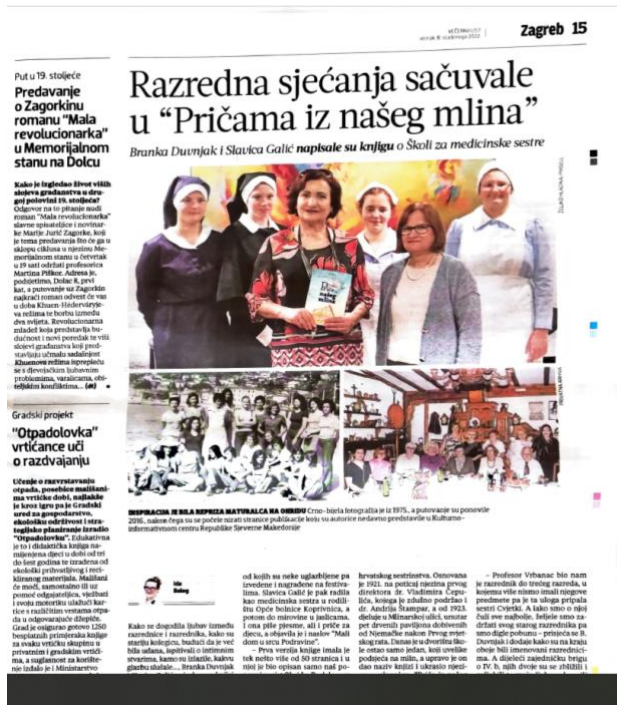 VEČERNJI LIST
Zagreb 15
Put u 19. stoljeće
Predavanje
o Zagorkinu
romanu “Mala
revolucionarka”
u Memorijalnom
stanu na Dolcu
Kako je izgledao život viših
slojeva građanstva u dru-
goj polovini 19. stoljeća?
Odgovor na to pitanje nudi
roman “Mala revolucionarka”
slavne spisateljice i novinar-
ke Marije Jurić Zagorke, koji
je tema predavanja što će ga u
sklopu ciklusa u njezinu Me-
morijalnom stanu u četvrtak
u 19 sati održati profesorica
Martina Piškor. Adresa je,
podsjetimo, Dolac 8, prvi
kat, a putovanje uz Zagorkin
najkraći roman odvest će vas
u doba Khuen-Héderváryje-
va režima te borbu između
dva svijeta. Revolucionarna
mladež koja predstavlja bu-
dućnost i novi poredak te viši
slojevi građanstva koji pred-
stavljaju učmalu sadašnjost
Khuenova režima isprepleću
se s djevojačkim ljubavnim
problemima, varalicama, obi-
teljskim konfliktima...
Gradski projekt
“Otpadolovka”
vrtićance uči
o razdvajanju
Učenje o razvrstavanju
otpada, posebice mališani-
ma vrtićke dobi, najlakše
je kroz igru pa je Gradski
ured za gospodarstvo,
ekološku održivost i stra-
tegijsko planiranje izradio
“Otpadolovku”. Edukativna
je to i didaktička knjiga na-
mijenjena djeci u dobi od tri
do šest godina te izrađena od
ekološki prihvatljivog i reci-
kliranog materijala. Mališani
će moći, samostalno ili uz
pomoć odgajatelja, vježbati
i svoju motoriku ulažući kar-
tice s različitim vrstama otpa-
da u odgovarajuće džepiće.
Grad je osigurao gotovo 1250
besplatnih primjeraka knjige
za svaku vrtićku skupinu u
privatnim i gradskim vrtići-
ma, a suglasnost za korište-
nje izdalo je i Ministarstvo
Razredna sjećanja sačuvale
u “Pričama iz našeg mlina”
Branka Duvnjak i Slavica Galić napisale su knjigu o Školi za medicinske sestre
našeg
mlina
INSPIRACIJA JE BILA REPRIZA MATURALCA NA OHRIDU Crno-bijela fotografija je iz 1975., a putovanje su ponovile
2016., nakon čega su se počele nizati stranice publikacije koju su autorice nedavno predstavile u Kulturno-
informativnom centru Republike Sjeverne Makedonije
Kako se dogodila ljubav između
razrednice i razrednika, kako su
stariju kolegicu, budući da je već
bila udana, ispitivali o intimnim
stvarima, kamo su izlazile, kakvu
glazbu slušale... Branka Duvnjak
od kojih su neke uglazbljene pa
izvedene i nagrađene na festiva-
lima. Slavica Galić je pak radila
kao medicinska sestra u rodili-
štu Opće bolnice Koprivnica, a
potom do mirovine u jaslicama.
I ona piše pjesme, ali i priče za
djecu, a objavila je i naslov “Mali
dom u srcu Podravine”.
– Prva verzija knjige imala je
tek nešto više od 50 stranica i u
njoj je bio opisan samo naš po-
hrvatskog sestrinstva. Osnovana
je 1921. na poticaj njezina prvog
direktora dr. Vladimira Čepu-
lića, kojega je zdušno podržao i
dr. Andrija Štampar, a od 1923.
djeluje u Mlinarskoj ulici, unutar
pet drvenih paviljona dobivenih
od Njemačke nakon Prvog svjet-
skog rata. Danas je u dvorištu ško-
le ostao samo jedan, koji uvelike
podsjeća na mlin, a upravo je on
dao naziv knjizi i ukrasio njezi-
– Profesor Vrbanac bio nam
je razrednik do trećeg razreda, u
kojemu više nismo imali njegove
predmete pa je ta uloga pripala
sestri Cvjetki. A iako smo o njoj
čuli sve najbolje, željele smo za-
držati svog starog razrednika pa
smo digle pobunu – prisjeća se B.
Duvnjak i dodaje kako su na kraju
oboje bili imenovani razredni-
cima. A dijeleći zajedničku brigu
o IV. b, njih dvoje su se zbližili i